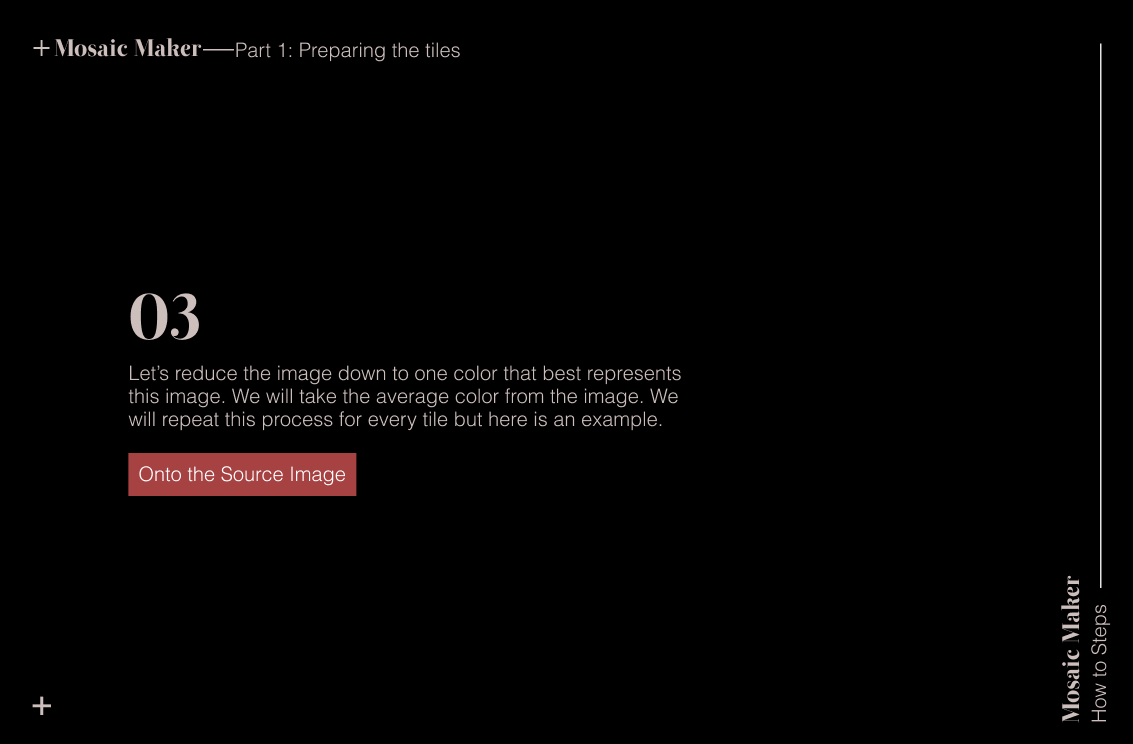 + Mosaic Maker—Part 1: Preparing the tiles
03
Let’s reduce the image down to one color that best represents
this image. We will take the average color from the image. We
will repeat this process for every tile but here is an example.
Onto the Source Image
Mosaic Maker
How to Steps
+